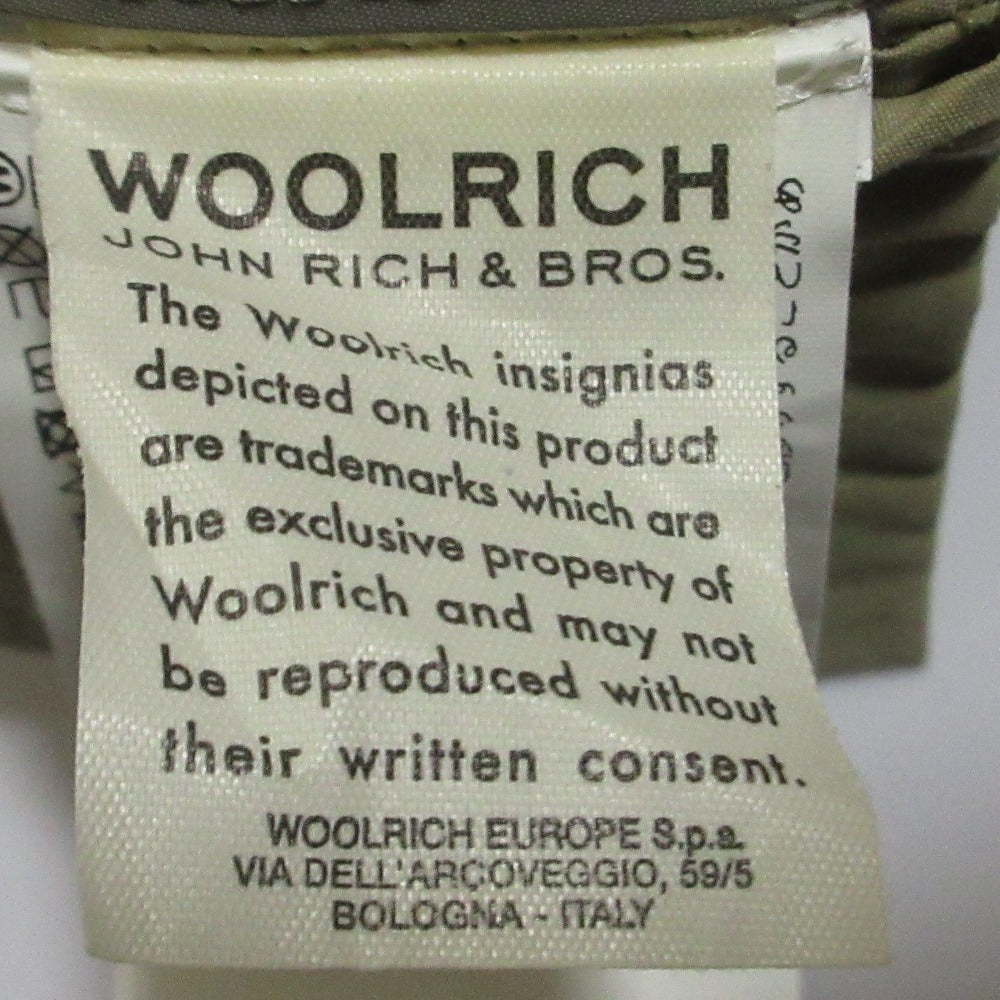 WOOLRICH
JOHN RICH & BROS.
The Woolrich insignias
depicted on this product
are trademarks which are
the exclusive property of
Woolrich and may not
be reproduced without
their written consent.
WOOLRICH EUROPE S.p.a.
VIA DELL'ARCOVEGGIO, 59/5
BOLOGNA - ITALY